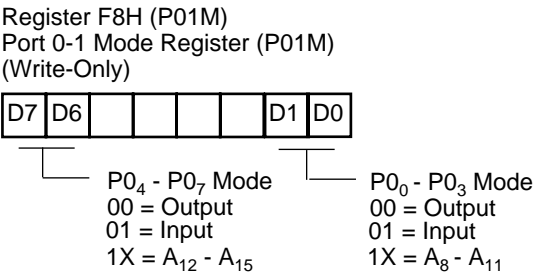 Register F8H (P01M)
Port 0-1 Mode Register (P01M)
(Write-Only)
D7 D6 D1 D0
P0₄ - P0₇ Mode
00 = Output
01 = Input
1X = A₁₂ - A₁₅
P0₀ - P0₃ Mode
00 = Output
01 = Input
1X = A₈ - A₁₁